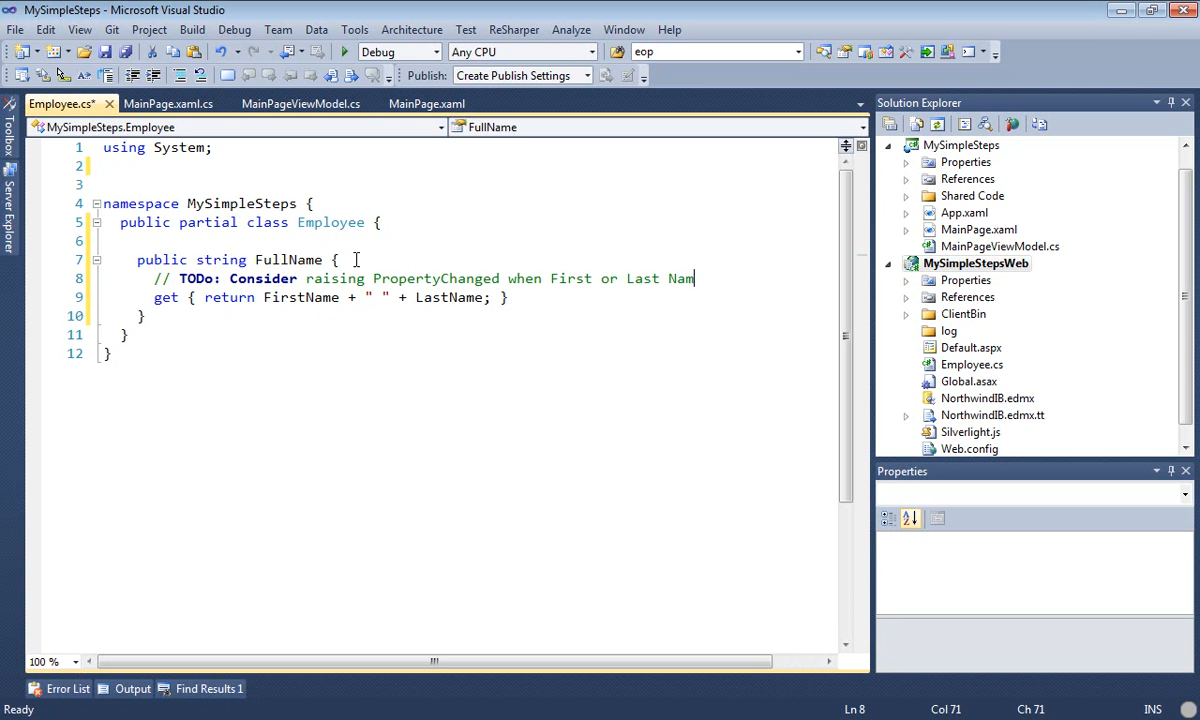 MySimpleSteps - Microsoft Visual Studio
File Edit View Git Project Build Debug Team Data Tools Architecture Test ReSharper Analyze Window Help
Debug Any CPU eop
Publish: Create Publish Settings
Employee.cs* MainPage.xaml.cs MainPageViewModel.cs MainPage.xaml
MySimpleSteps.Employee FullName
Toolbox
Server Explorer
1 using System;
2
3
4 namespace MySimpleSteps {
5 public partial class Employee {
6
7 public string FullName {
8 // TODo: Consider raising PropertyChanged when First or Last Nam
9 get { return FirstName + " " + LastName; }
10 }
11 }
12 }
100 %
Solution Explorer
MySimpleSteps
Properties
References
Shared Code
App.xaml
MainPage.xaml
MainPageViewModel.cs
MySimpleStepsWeb
Properties
References
ClientBin
log
Default.aspx
Employee.cs
Global.asax
NorthwindIB.edmx
NorthwindIB.edmx.tt
Silverlight.js
Web.config
Properties
Error List Output Find Results 1
Ready Ln 8 Col 71 Ch 71 INS